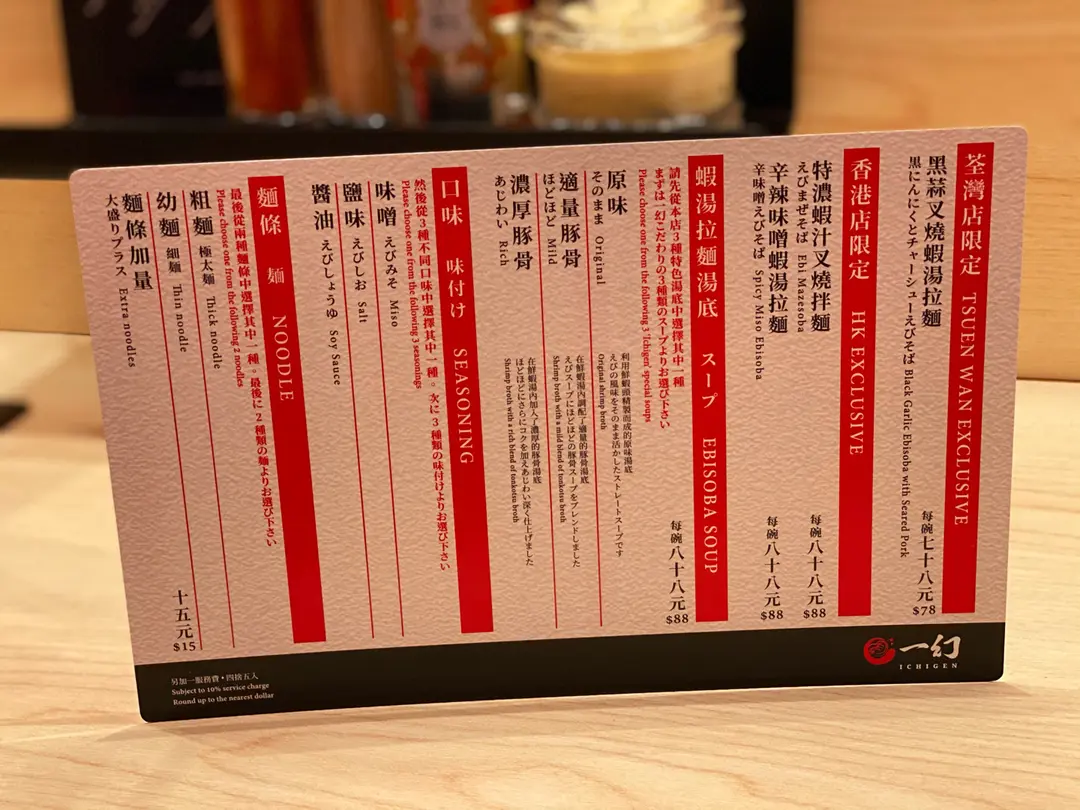 荃灣店限定 TSUEN WAN EXCLUSIVE
黑蒜叉燒蝦湯拉麵
黒にんにくとチャーシューえびそば Black Garlic Ebisoba with Seared Pork
每碗七十八元
$78
香港店限定 HK EXCLUSIVE
特濃蝦汁叉燒拌麵
えびまぜそば Ebi Mazesoba
每碗八十八元
$88
辛辣味噌蝦湯拉麵
辛味噌えびそば Spicy Miso Ebisoba
每碗八十八元
$88
蝦湯拉麵湯底 スープ EBISOBA SOUP
請先從本店3種特色湯底中選擇其中一種
まずは一幻こだわりの3種類のスープよりお選び下さい
Please choose one from the following 3 'Ichigen' special soups
每碗八十八元
$88
原味
そのまま Original
利用鮮蝦頭精製而成的原味湯底
えびの風味をそのまま活かしたストレートスープです
Original shrimp broth
適量豚骨
ほどほど Mild
在鮮蝦湯內調配了適量的豚骨湯底
えびスープにほどほどの豚骨スープをブレンドしました
Shrimp broth with a mild blend of tonkotsu broth
濃厚豚骨
あじわい Rich
在鮮蝦湯內加入了濃厚的豚骨湯底
ほどほどにさらにコクを加えあじわい深く仕上げました
Shrimp broth with a rich blend of tonkotsu broth
口味 味付け SEASONING
然後從3種不同口味中選擇其中一種。次に3種類の味付けよりお選び下さい
Please choose one from the following 3 seasonings
味噌 えびみそ Miso
鹽味 えびしお Salt
醬油 えびしょうゆ Soy Sauce
麵條 麺 NOODLE
最後從兩種麵條中選擇其中一種。最後に2種類の麺よりお選び下さい
Please choose one from the following 2 noodles
粗麵 極太麺 Thick noodle
幼麵 細麺 Thin noodle
麵條加量
大盛りプラス Extra noodles
十五元
$15
一幻
ICHIGEN
另加一服務費・四捨五入
Subject to 10% service charge
Round up to the nearest dollar